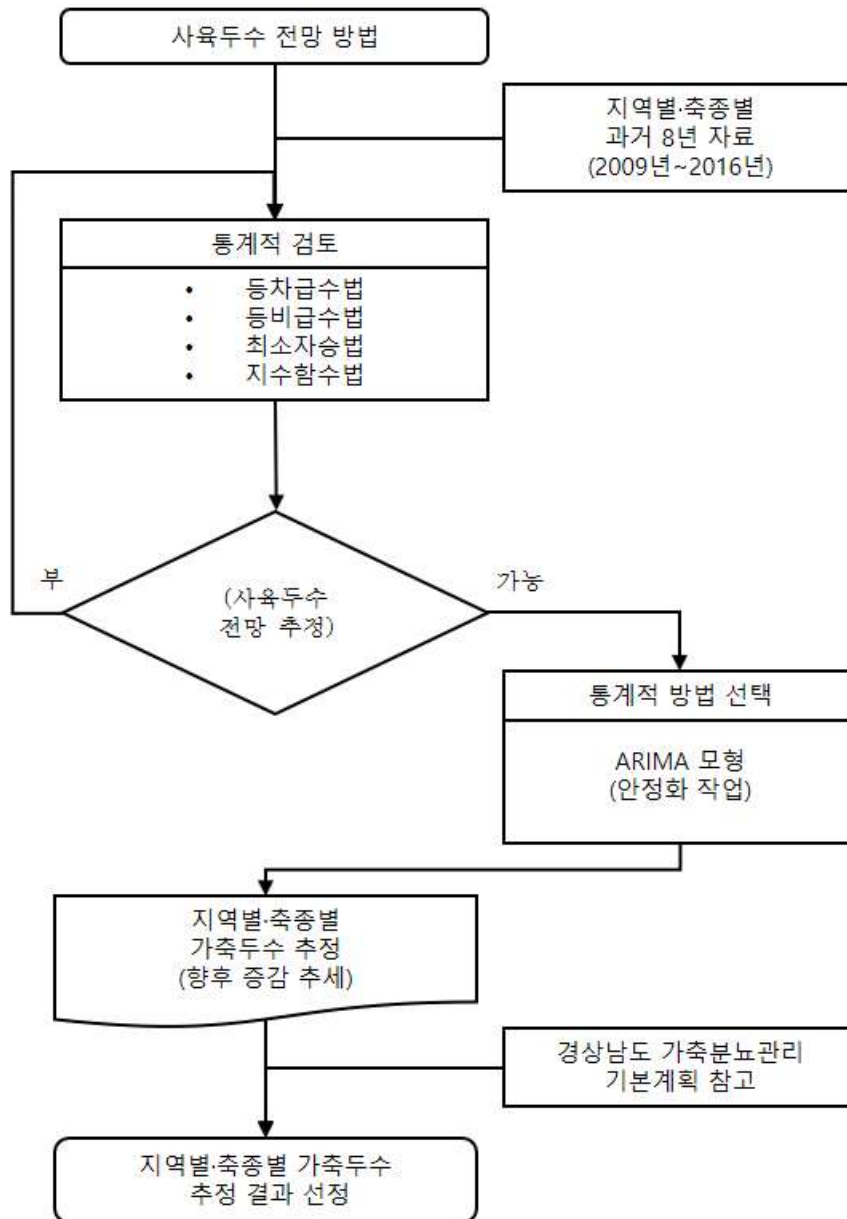 사육두수 전망 방법
지역별·축종별
과거 8년 자료
(2009년~2016년)
통계적 검토
• 등차급수법
• 등비급수법
• 최소자승법
• 지수함수법
부
(사육두수
전망 추정)
가능
통계적 방법 선택
ARIMA 모형
(안정화 작업)
지역별·축종별
가축두수 추정
(향후 증감 추세)
경상남도 가축분뇨관리
기본계획 참고
지역별·축종별 가축두수
추정 결과 선정